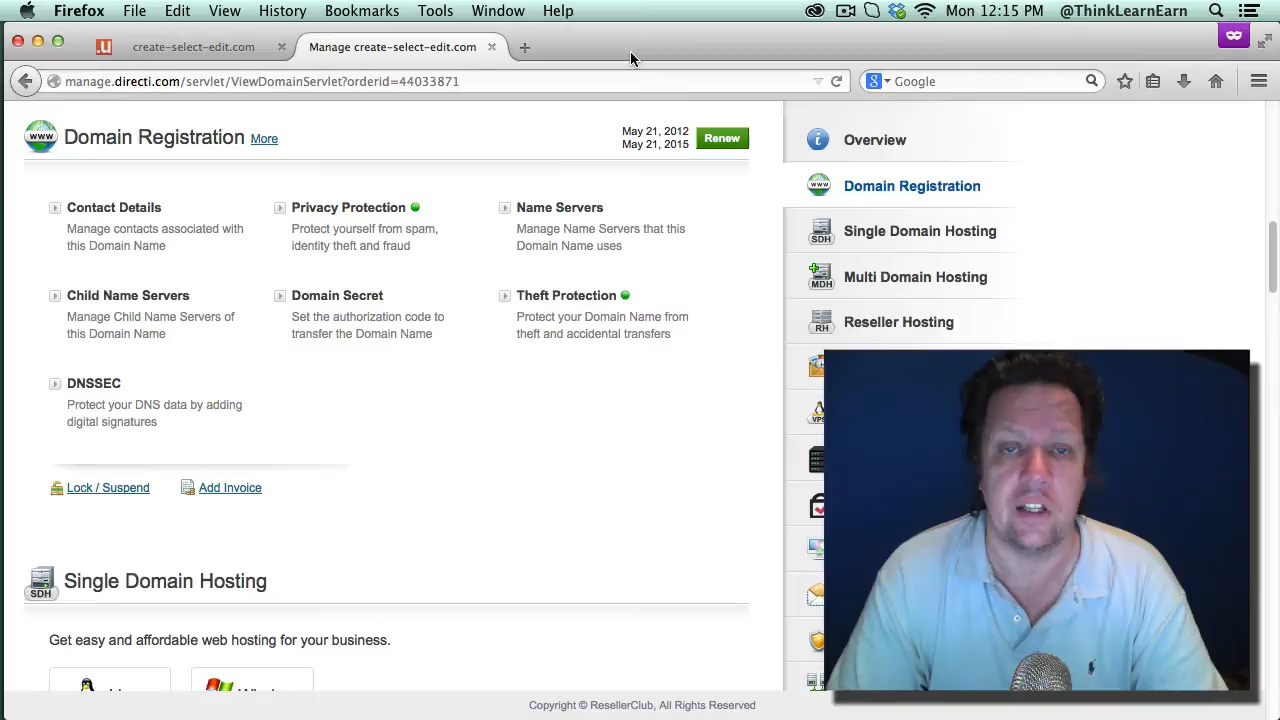 Firefox File Edit View History Bookmarks Tools Window Help Mon 12:15 PM @ThinkLearnEarn
create-select-edit.com Manage create-select-edit.com
manage.directi.com/servlet/ViewDomainServlet?orderid=44033871 Google
www Domain Registration More
May 21, 2012
May 21, 2015
Renew
Contact Details
Manage contacts associated with
this Domain Name
Privacy Protection
Protect yourself from spam,
identity theft and fraud
Name Servers
Manage Name Servers that this
Domain Name uses
Child Name Servers
Manage Child Name Servers of
this Domain Name
Domain Secret
Set the authorization code to
transfer the Domain Name
Theft Protection
Protect your Domain Name from
theft and accidental transfers
DNSSEC
Protect your DNS data by adding
digital signatures
Lock / Suspend Add Invoice
SDH Single Domain Hosting
Get easy and affordable web hosting for your business.
Overview
www Domain Registration
SDH Single Domain Hosting
MDH Multi Domain Hosting
RH Reseller Hosting
VPS
Copyright © ResellerClub, All Rights Reserved